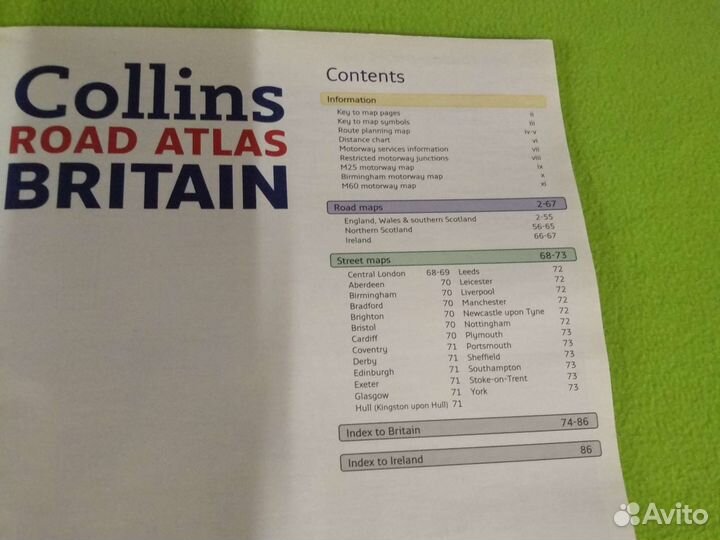 Collins
ROAD ATLAS
BRITAIN
Contents
Information
Key to map pages ii
Key to map symbols iii
Route planning map iv-v
Distance chart vi
Motorway services information vii
Restricted motorway junctions viii
M25 motorway map ix
Birmingham motorway map x
M60 motorway map xi
Road maps 2-67
England, Wales & southern Scotland 2-55
Northern Scotland 56-65
Ireland 66-67
Street maps 68-73
Central London 68-69
Aberdeen 70
Birmingham 70
Bradford 70
Brighton 70
Bristol 70
Cardiff 70
Coventry 71
Derby 71
Edinburgh 71
Exeter 71
Glasgow 71
Hull (Kingston upon Hull) 71
Leeds 72
Leicester 72
Liverpool 72
Manchester 72
Newcastle upon Tyne 72
Nottingham 72
Plymouth 73
Portsmouth 73
Sheffield 73
Southampton 73
Stoke-on-Trent 73
York 73
Index to Britain 74-86
Index to Ireland 86
Avito